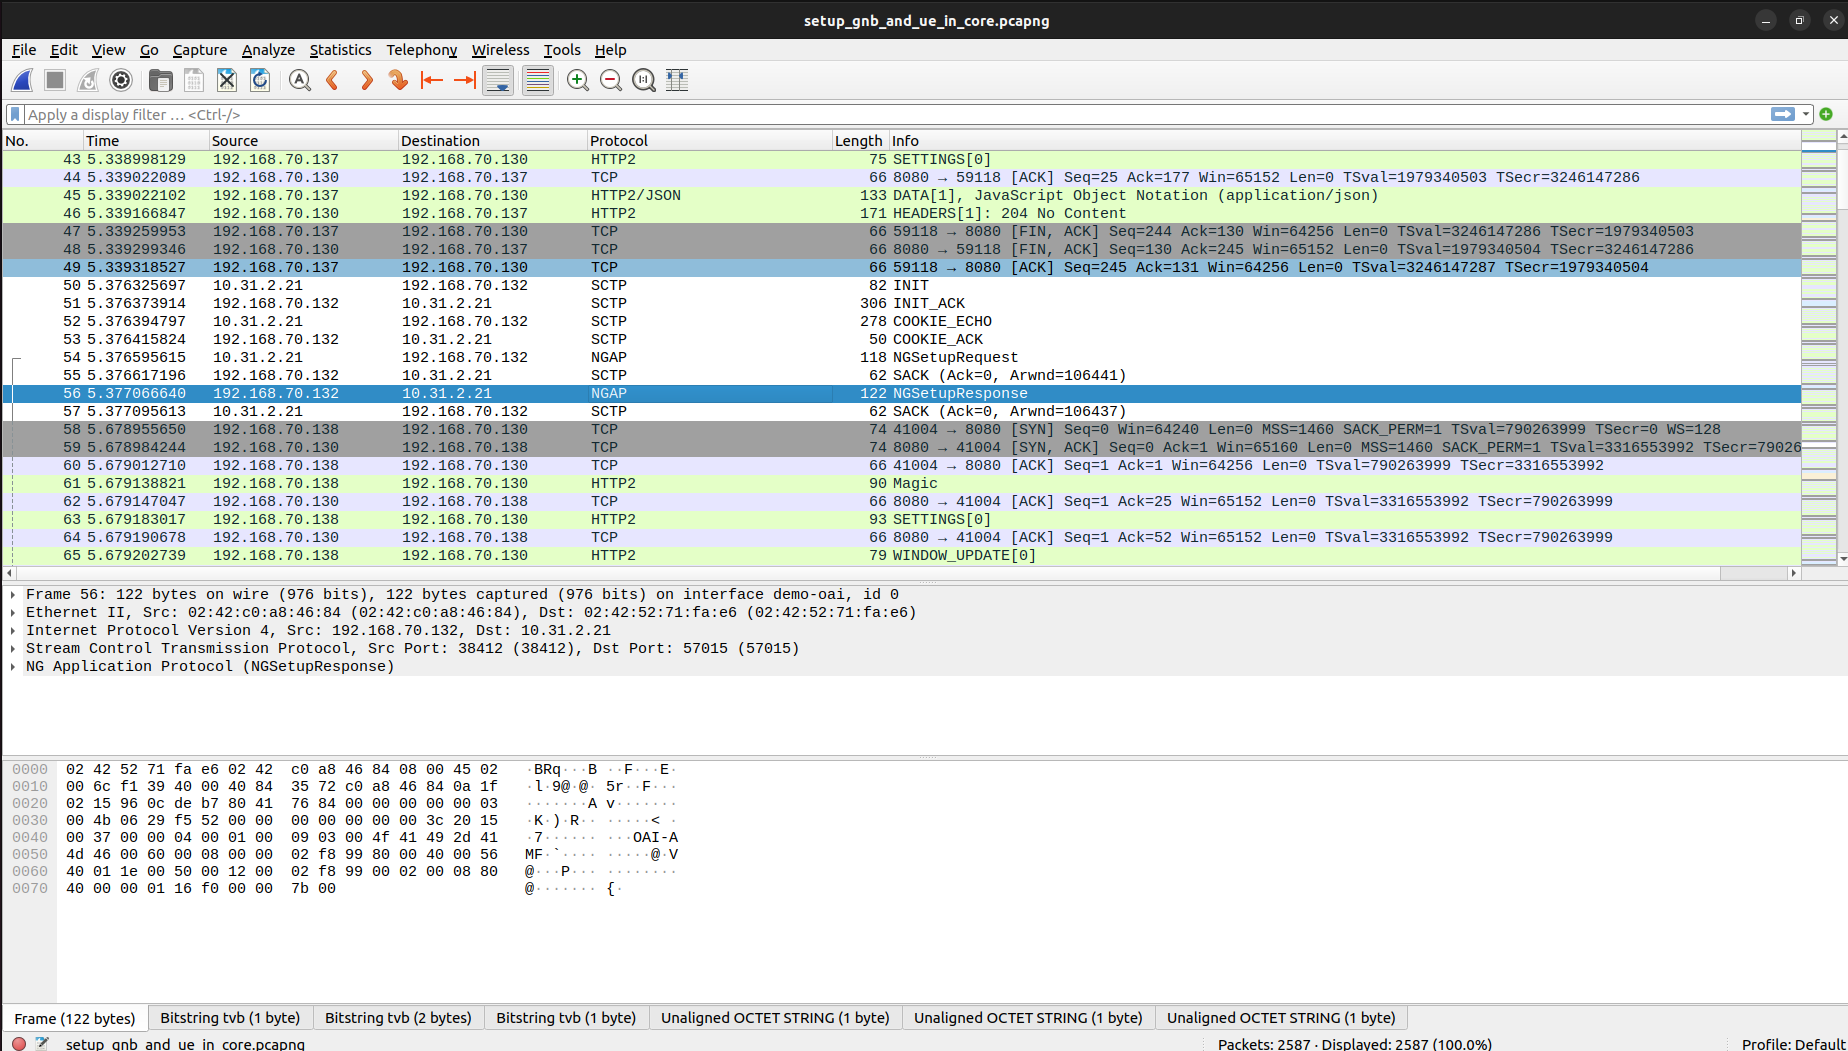 setup_gnb_and_ue_in_core.pcapng
File Edit View Go Capture Analyze Statistics Telephony Wireless Tools Help
Apply a display filter … <Ctrl-/>
No. Time Source Destination Protocol Length Info
43 5.338998129 192.168.70.137 192.168.70.130 HTTP2 75 SETTINGS[0]
44 5.339022089 192.168.70.130 192.168.70.137 TCP 66 8080 → 59118 [ACK] Seq=25 Ack=177 Win=65152 Len=0 TSval=1979340503 TSecr=3246147286
45 5.339022102 192.168.70.137 192.168.70.130 HTTP2/JSON 133 DATA[1], JavaScript Object Notation (application/json)
46 5.339166847 192.168.70.130 192.168.70.137 HTTP2 171 HEADERS[1]: 204 No Content
47 5.339259953 192.168.70.137 192.168.70.130 TCP 66 59118 → 8080 [FIN, ACK] Seq=244 Ack=130 Win=64256 Len=0 TSval=3246147286 TSecr=1979340503
48 5.339299346 192.168.70.130 192.168.70.137 TCP 66 8080 → 59118 [FIN, ACK] Seq=130 Ack=245 Win=65152 Len=0 TSval=1979340504 TSecr=3246147286
49 5.339318527 192.168.70.137 192.168.70.130 TCP 66 59118 → 8080 [ACK] Seq=245 Ack=131 Win=64256 Len=0 TSval=3246147287 TSecr=1979340504
50 5.376325697 10.31.2.21 192.168.70.132 SCTP 82 INIT
51 5.376373914 192.168.70.132 10.31.2.21 SCTP 306 INIT_ACK
52 5.376394797 10.31.2.21 192.168.70.132 SCTP 278 COOKIE_ECHO
53 5.376415824 192.168.70.132 10.31.2.21 SCTP 50 COOKIE_ACK
54 5.376595615 10.31.2.21 192.168.70.132 NGAP 118 NGSetupRequest
55 5.376617196 192.168.70.132 10.31.2.21 SCTP 62 SACK (Ack=0, Arwnd=106441)
56 5.377066640 192.168.70.132 10.31.2.21 NGAP 122 NGSetupResponse
57 5.377095613 10.31.2.21 192.168.70.132 SCTP 62 SACK (Ack=0, Arwnd=106437)
58 5.678955650 192.168.70.138 192.168.70.130 TCP 74 41004 → 8080 [SYN] Seq=0 Win=64240 Len=0 MSS=1460 SACK_PERM=1 TSval=790263999 TSecr=0 WS=128
59 5.678984244 192.168.70.130 192.168.70.138 TCP 74 8080 → 41004 [SYN, ACK] Seq=0 Ack=1 Win=65160 Len=0 MSS=1460 SACK_PERM=1 TSval=3316553992 TSecr=79026
60 5.679012710 192.168.70.138 192.168.70.130 TCP 66 41004 → 8080 [ACK] Seq=1 Ack=1 Win=64256 Len=0 TSval=790263999 TSecr=3316553992
61 5.679138821 192.168.70.138 192.168.70.130 HTTP2 90 Magic
62 5.679147047 192.168.70.130 192.168.70.138 TCP 66 8080 → 41004 [ACK] Seq=1 Ack=25 Win=65152 Len=0 TSval=3316553992 TSecr=790263999
63 5.679183017 192.168.70.138 192.168.70.130 HTTP2 93 SETTINGS[0]
64 5.679190678 192.168.70.130 192.168.70.138 TCP 66 8080 → 41004 [ACK] Seq=1 Ack=52 Win=65152 Len=0 TSval=3316553992 TSecr=790263999
65 5.679202739 192.168.70.138 192.168.70.130 HTTP2 79 WINDOW_UPDATE[0]
Frame 56: 122 bytes on wire (976 bits), 122 bytes captured (976 bits) on interface demo-oai, id 0
Ethernet II, Src: 02:42:c0:a8:46:84 (02:42:c0:a8:46:84), Dst: 02:42:52:71:fa:e6 (02:42:52:71:fa:e6)
Internet Protocol Version 4, Src: 192.168.70.132, Dst: 10.31.2.21
Stream Control Transmission Protocol, Src Port: 38412 (38412), Dst Port: 57015 (57015)
NG Application Protocol (NGSetupResponse)
0000 02 42 52 71 fa e6 02 42 c0 a8 46 84 08 00 45 02 ·BRq···B ··F···E·
0010 00 6c f1 39 40 00 40 84 35 72 c0 a8 46 84 0a 1f ·l·9@·@· 5r··F···
0020 02 15 96 0c de b7 80 41 76 84 00 00 00 00 00 03 ·······A v·······
0030 00 4b 06 29 f5 52 00 00 00 00 00 00 00 3c 20 15 ·K·)·R·· ·····< ·
0040 00 37 00 00 04 00 01 00 09 03 00 4f 41 49 2d 41 ·7······ ···OAI-A
0050 4d 46 00 60 00 08 00 00 02 f8 99 80 00 40 00 56 MF·`···· ·····@·V
0060 40 01 1e 00 50 00 12 00 02 f8 99 00 02 00 08 80 @···P··· ········
0070 40 00 00 01 16 f0 00 00 7b 00 @······· {·
Frame (122 bytes) Bitstring tvb (1 byte) Bitstring tvb (2 bytes) Bitstring tvb (1 byte) Unaligned OCTET STRING (1 byte) Unaligned OCTET STRING (1 byte) Unaligned OCTET STRING (1 byte)
setup_gnb_and_ue_in_core.pcapng Packets: 2587 · Displayed: 2587 (100.0%) Profile: Default